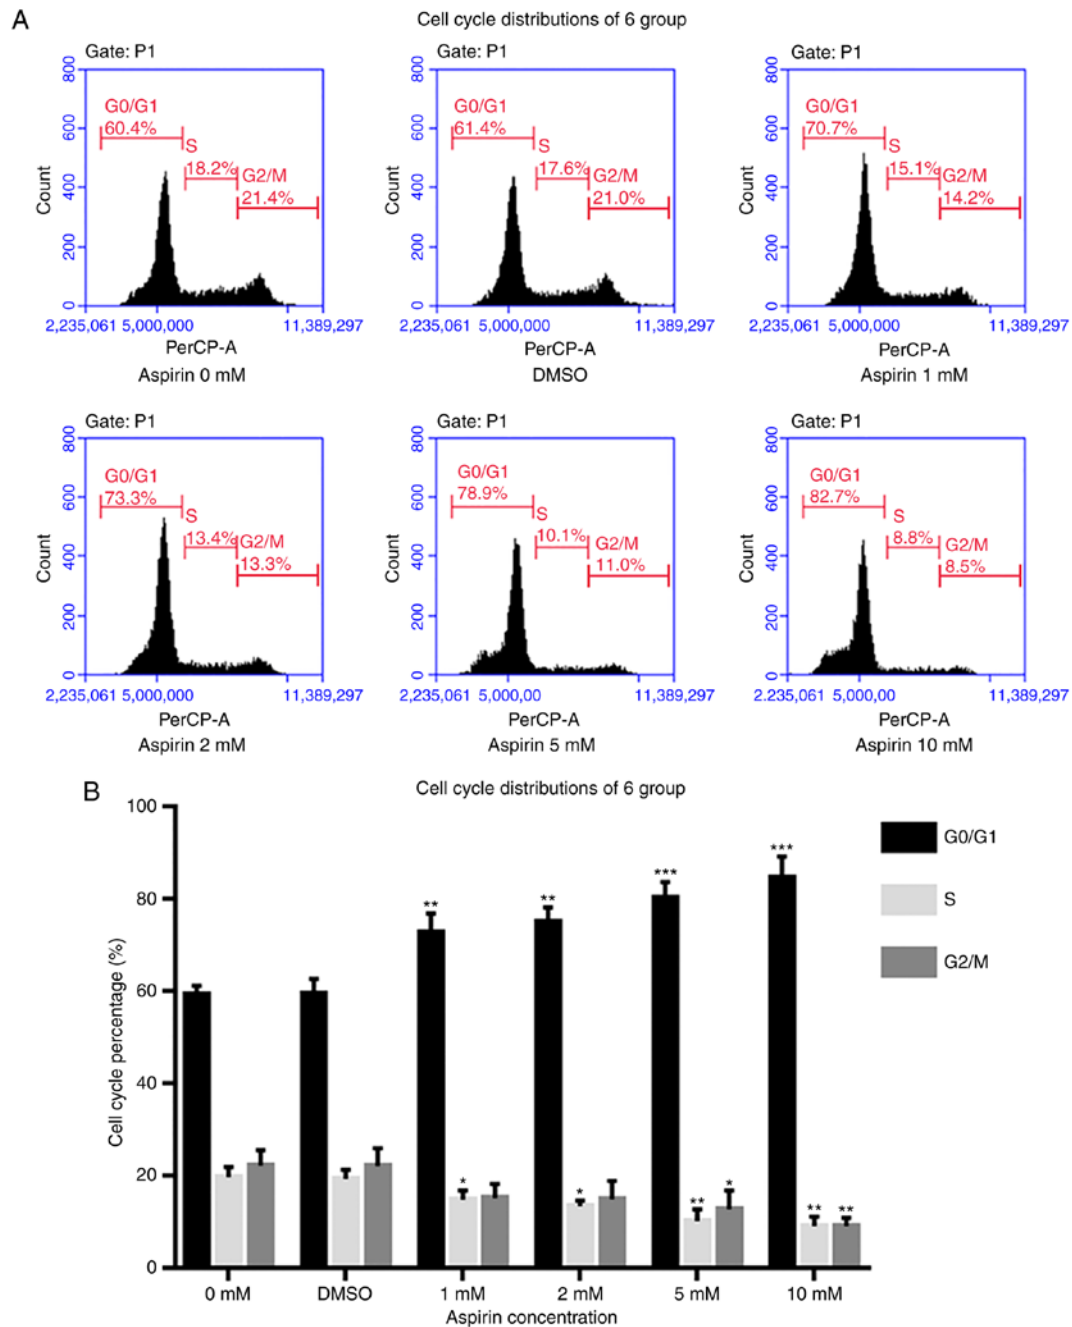 A
Cell cycle distributions of 6 group
Gate: P1
800
600
400
200
0
Count
G0/G1
60.4%
S
18.2%
G2/M
21.4%
2,235,061 5,000,000 11,389,297
PerCP-A
Aspirin 0 mM
Gate: P1
800
600
400
200
0
Count
G0/G1
61.4%
S
17.6%
G2/M
21.0%
2,235,061 5,000,000 11,389,297
PerCP-A
DMSO
Gate: P1
800
600
400
200
0
Count
G0/G1
70.7%
S
15.1%
G2/M
14.2%
2,235,061 5,000,000 11,389,297
PerCP-A
Aspirin 1 mM
Gate: P1
800
600
400
200
0
Count
G0/G1
73.3%
S
13.4%
G2/M
13.3%
2,235,061 5,000,00 11,389,297
PerCP-A
Aspirin 2 mM
Gate: P1
800
600
400
200
0
Count
G0/G1
78.9%
S
10.1%
G2/M
11.0%
2,235,061 5,000,00 11,389,297
PerCP-A
Aspirin 5 mM
Gate: P1
800
600
400
200
0
Count
G0/G1
82.7%
S
8.8%
G2/M
8.5%
2.235,061 5,000,00 11,389,297
PerCP-A
Aspirin 10 mM
B
Cell cycle distributions of 6 group
100
80
60
40
20
0
Cell cycle percentage (%)
** ** *** ***
* * ** * ** **
0 mM DMSO 1 mM 2 mM 5 mM 10 mM
Aspirin concentration
G0/G1
S
G2/M